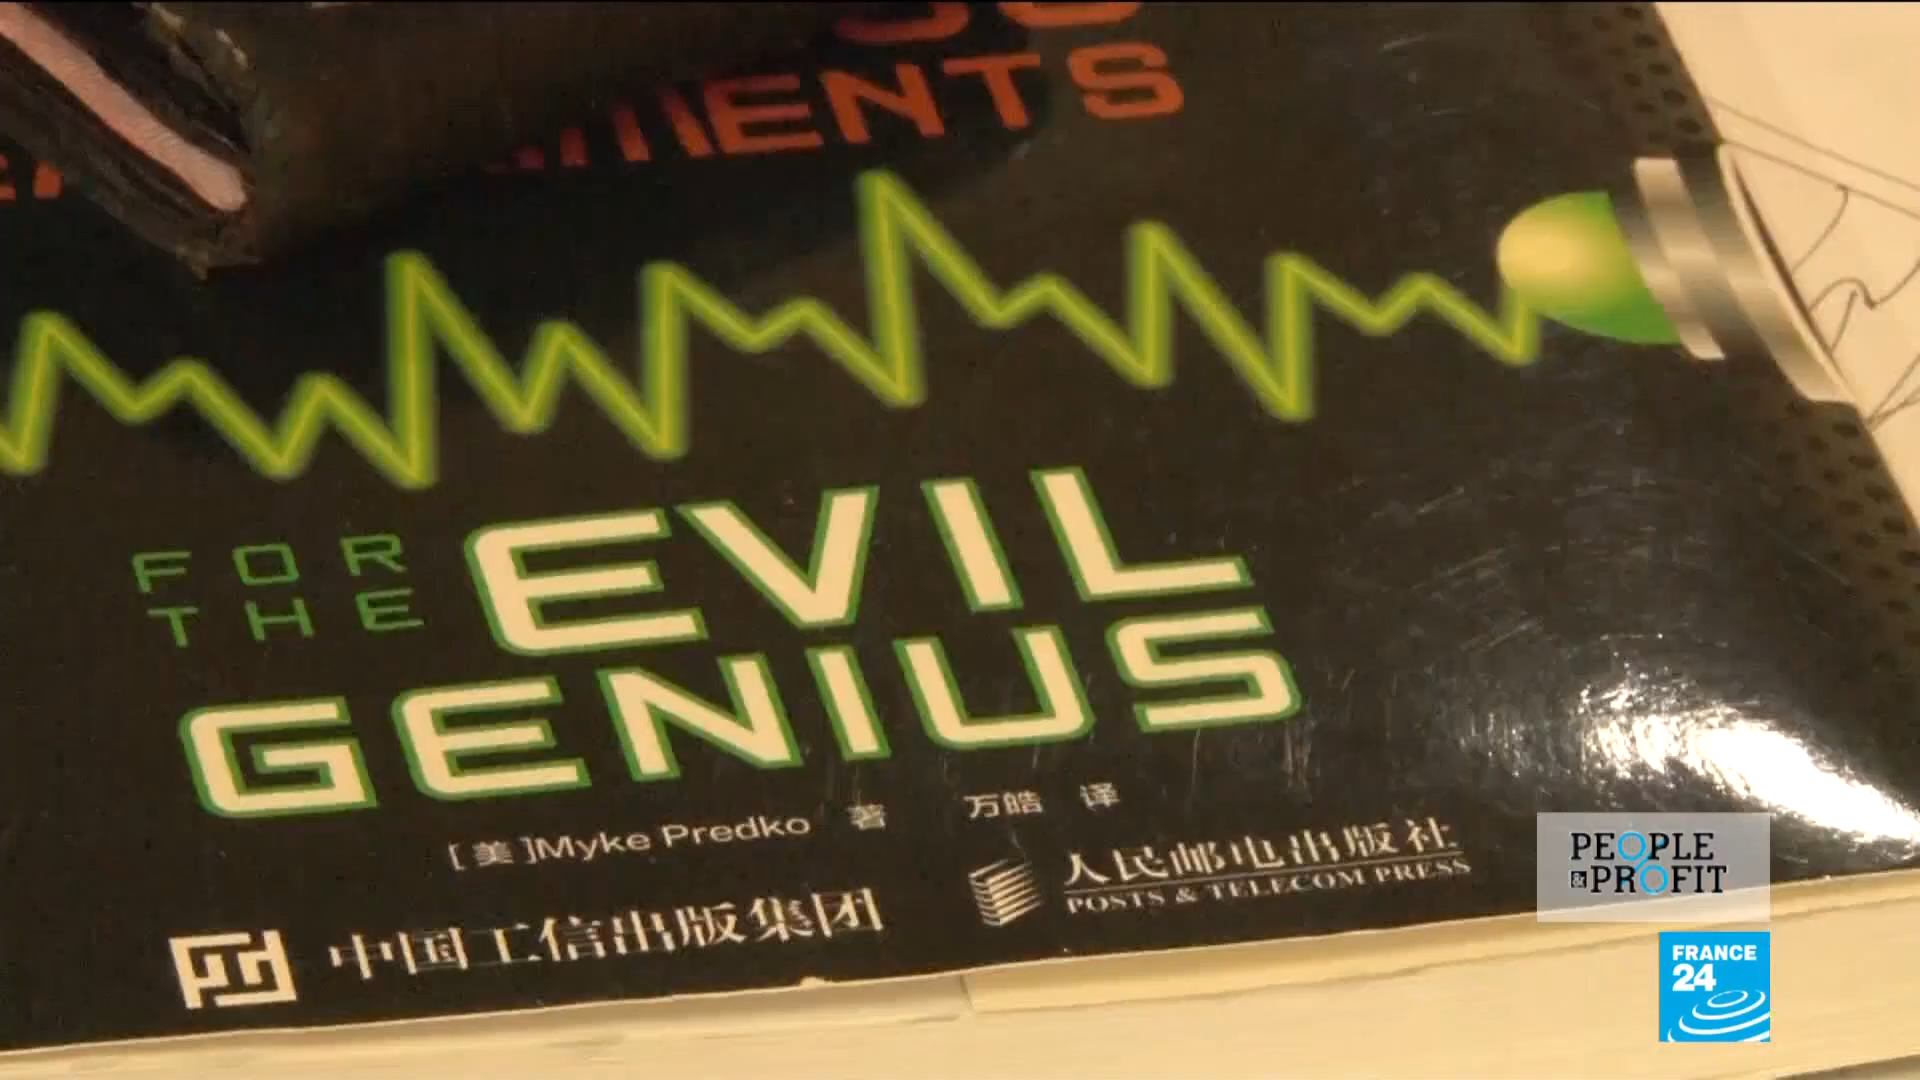 FOR
THE
EVIL
GENIUS
[美]Myke Predko 著 万皓 译
中国工信出版集团
人民邮电出版社
POSTS & TELECOM PRESS
PEOPLE
& PROFIT
FRANCE
24